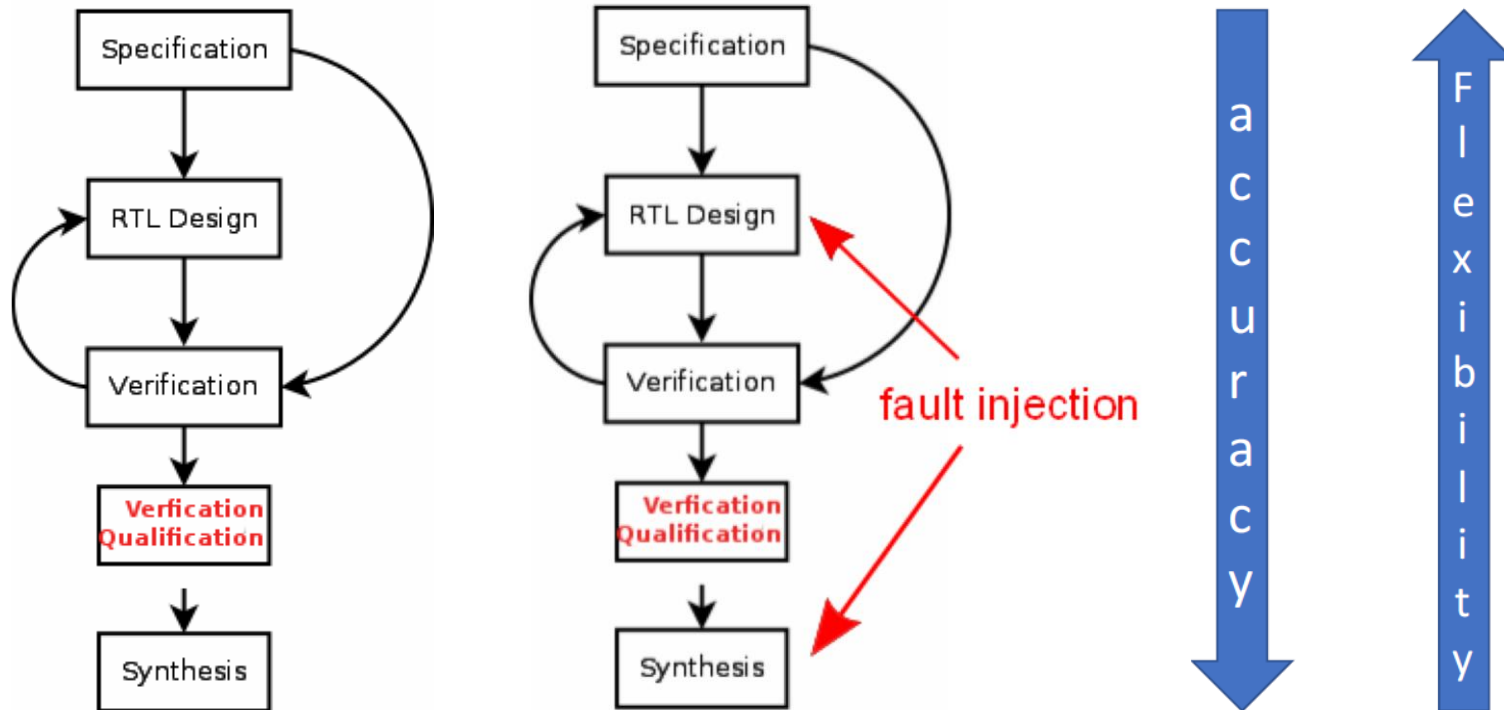 Specification
RTL Design
Verification
Verfication
Qualification
Synthesis
Specification
RTL Design
Verification
Verfication
Qualification
Synthesis
fault injection
accuracy
Flexibility